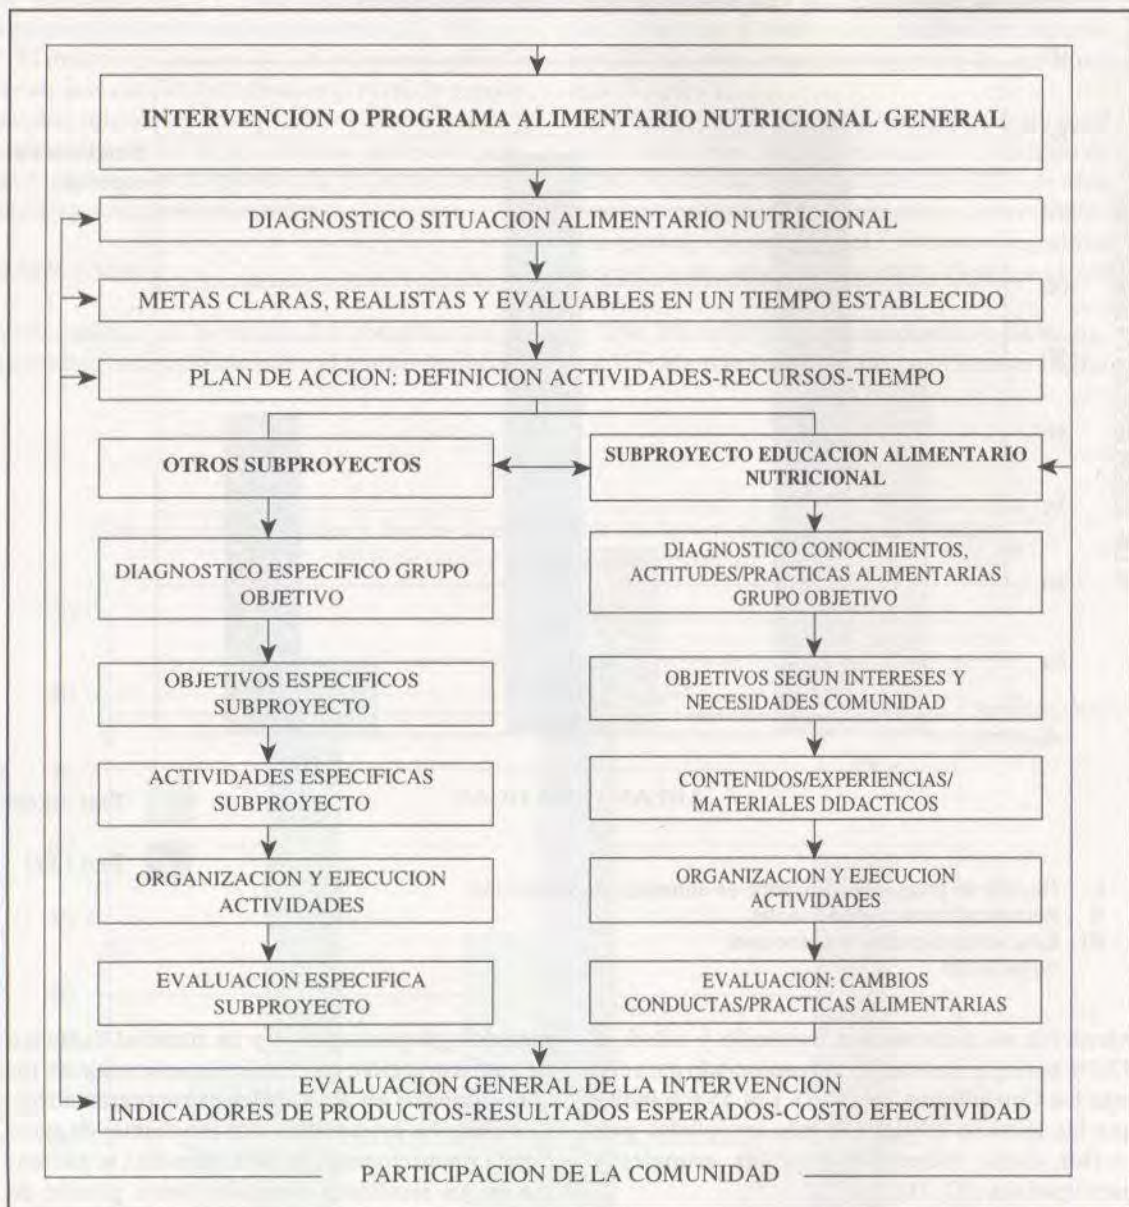 INTERVENCION O PROGRAMA ALIMENTARIO NUTRICIONAL GENERAL
DIAGNOSTICO SITUACION ALIMENTARIO NUTRICIONAL
METAS CLARAS, REALISTAS Y EVALUABLES EN UN TIEMPO ESTABLECIDO
PLAN DE ACCION: DEFINICION ACTIVIDADES-RECURSOS-TIEMPO
OTROS SUBPROYECTOS
DIAGNOSTICO ESPECIFICO GRUPO
OBJETIVO
OBJETIVOS ESPECIFICOS
SUBPROYECTO
ACTIVIDADES ESPECIFICAS
SUBPROYECTO
ORGANIZACION Y EJECUCION
ACTIVIDADES
EVALUACION ESPECIFICA
SUBPROYECTO
SUBPROYECTO EDUCACION ALIMENTARIO
NUTRICIONAL
DIAGNOSTICO CONOCIMIENTOS,
ACTITUDES/PRACTICAS ALIMENTARIAS
GRUPO OBJETIVO
OBJETIVOS SEGUN INTERESES Y
NECESIDADES COMUNIDAD
CONTENIDOS/EXPERIENCIAS/
MATERIALES DIDACTICOS
ORGANIZACION Y EJECUCION
ACTIVIDADES
EVALUACION: CAMBIOS
CONDUCTAS/PRACTICAS ALIMENTARIAS
EVALUACION GENERAL DE LA INTERVENCION
INDICADORES DE PRODUCTOS-RESULTADOS ESPERADOS-COSTO EFECTIVIDAD
PARTICIPACION DE LA COMUNIDAD